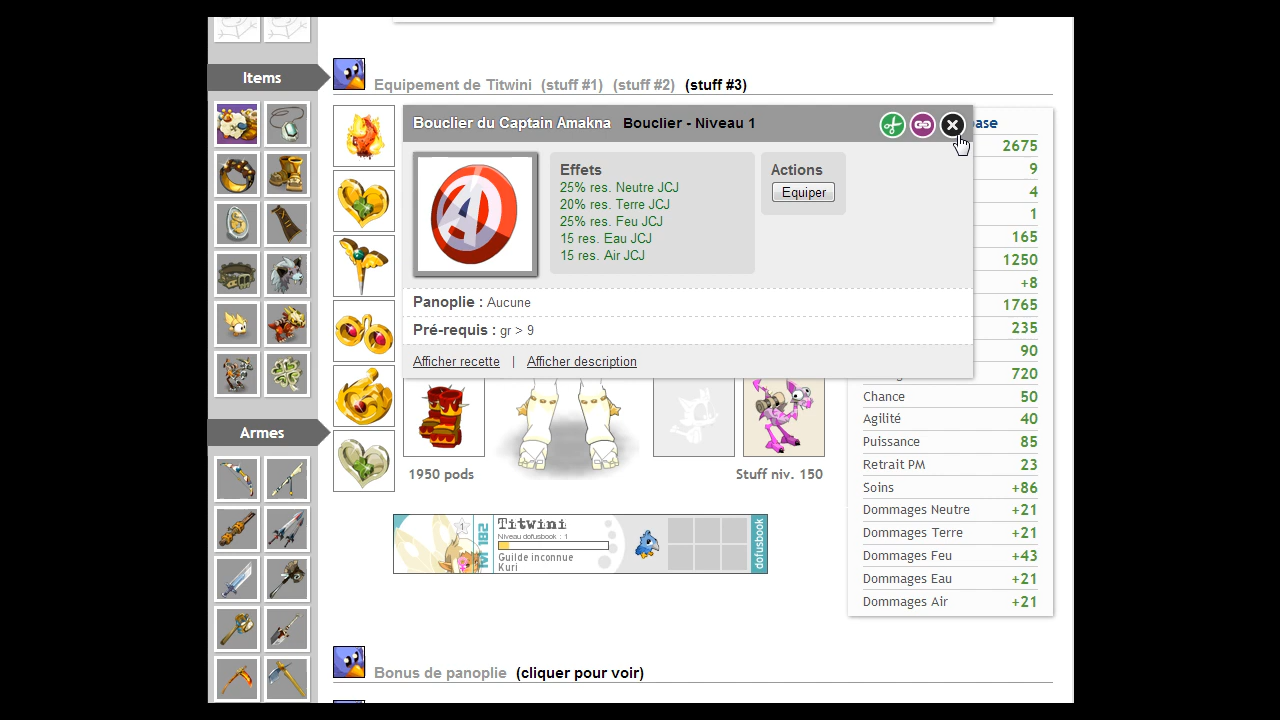 Items
Equipement de Titwini (stuff #1) (stuff #2) (stuff #3)
Bouclier du Captain Amakna Bouclier - Niveau 1
Effets
25% res. Neutre JCJ
20% res. Terre JCJ
25% res. Feu JCJ
15 res. Eau JCJ
15 res. Air JCJ
Actions
Equiper
Panoplie : Aucune
Pré-requis : gr > 9
Afficher recette | Afficher description
2675
9
4
1
165
1250
+8
1765
235
90
720
Chance 50
Agilité 40
Puissance 85
Retrait PM 23
Soins +86
Dommages Neutre +21
Dommages Terre +21
Dommages Feu +43
Dommages Eau +21
Dommages Air +21
Armes
1950 pods
Stuff niv. 150
1
lvl 182
Titwini
Niveau dofusbook : 1
Guilde inconnue
Kuri
dofusbook
Bonus de panoplie (cliquer pour voir)